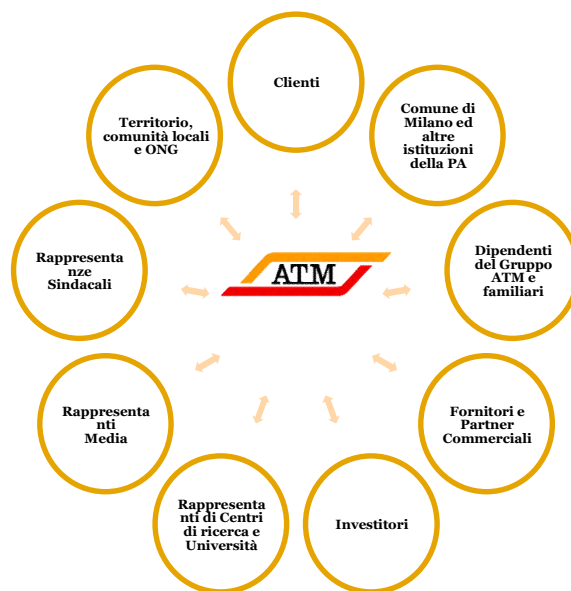 Clienti
Comune di
Milano ed
altre
istituzioni
della PA
Territorio,
comunità locali
e ONG
Rappresenta
nze
Sindacali
ATM
Dipendenti
del Gruppo
ATM e
familiari
Rappresenta
nti
Media
Fornitori e
Partner
Commerciali
Rappresenta
nti di Centri
di ricerca e
Università
Investitori